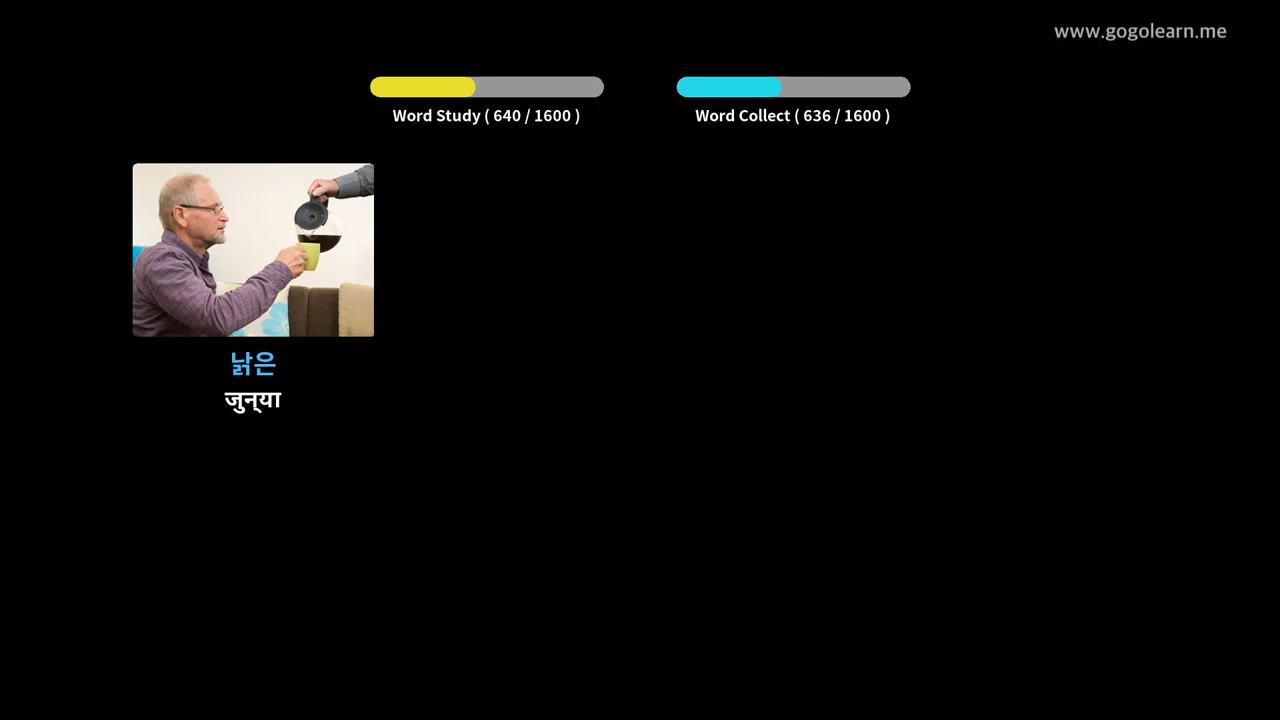 www.gogolearn.me
Word Study ( 640 / 1600 )
Word Collect ( 636 / 1600 )
낡은
जुन्या